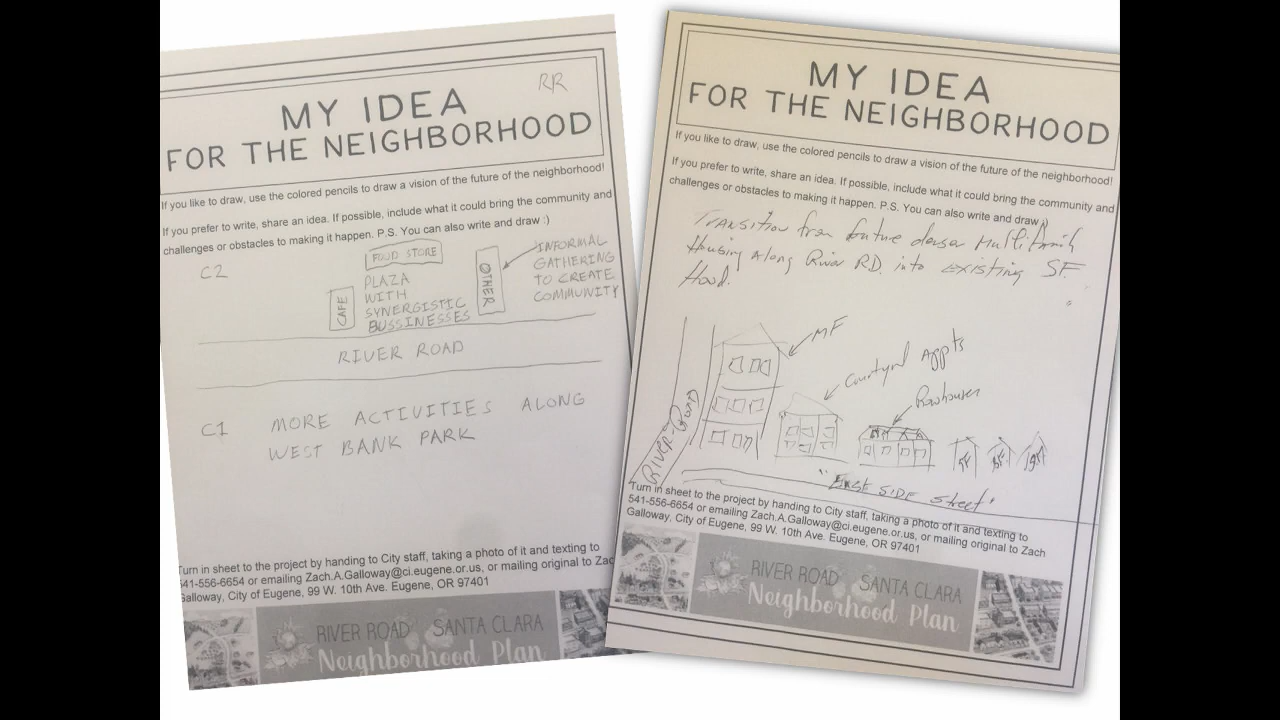 RR
MY IDEA
FOR THE NEIGHBORHOOD
If you like to draw, use the colored pencils to draw a vision of the future of the neighborhood!
If you prefer to write, share an idea. If possible, include what it could bring the community and
challenges or obstacles to making it happen. P.S. You can also write and draw :)
C2
FOOD STORE
CAFE
PLAZA
WITH
SYNERGISTIC
BUSSINESSES
OTHER
INFORMAL
GATHERING
TO CREATE
COMMUNITY
RIVER ROAD
C1 MORE ACTIVITIES ALONG
WEST BANK PARK
Turn in sheet to the project by handing to City staff, taking a photo of it and texting to
541-556-6654 or emailing Zach.A.Galloway@ci.eugene.or.us, or mailing original to Zac
Galloway, City of Eugene, 99 W. 10th Ave. Eugene, OR 97401
RIVER ROAD SANTA CLARA
Neighborhood Plan
MY IDEA
FOR THE NEIGHBORHOOD
If you like to draw, use the colored pencils to draw a vision of the future of the neighborhood!
If you prefer to write, share an idea. If possible, include what it could bring the community and
challenges or obstacles to making it happen. P.S. You can also write and draw :)
Transition from future denser Multifamily
Housing Along River RD. into existing SF.
Hood.
MF
Courtyard Appts
Rowhouses
River-Road
"East Side Street"
Turn in sheet to the project by handing to City staff, taking a photo of it and texting to
541-556-6654 or emailing Zach.A.Galloway@ci.eugene.or.us, or mailing original to Zach
Galloway, City of Eugene, 99 W. 10th Ave. Eugene, OR 97401
RIVER ROAD SANTA CLARA
Neighborhood Plan